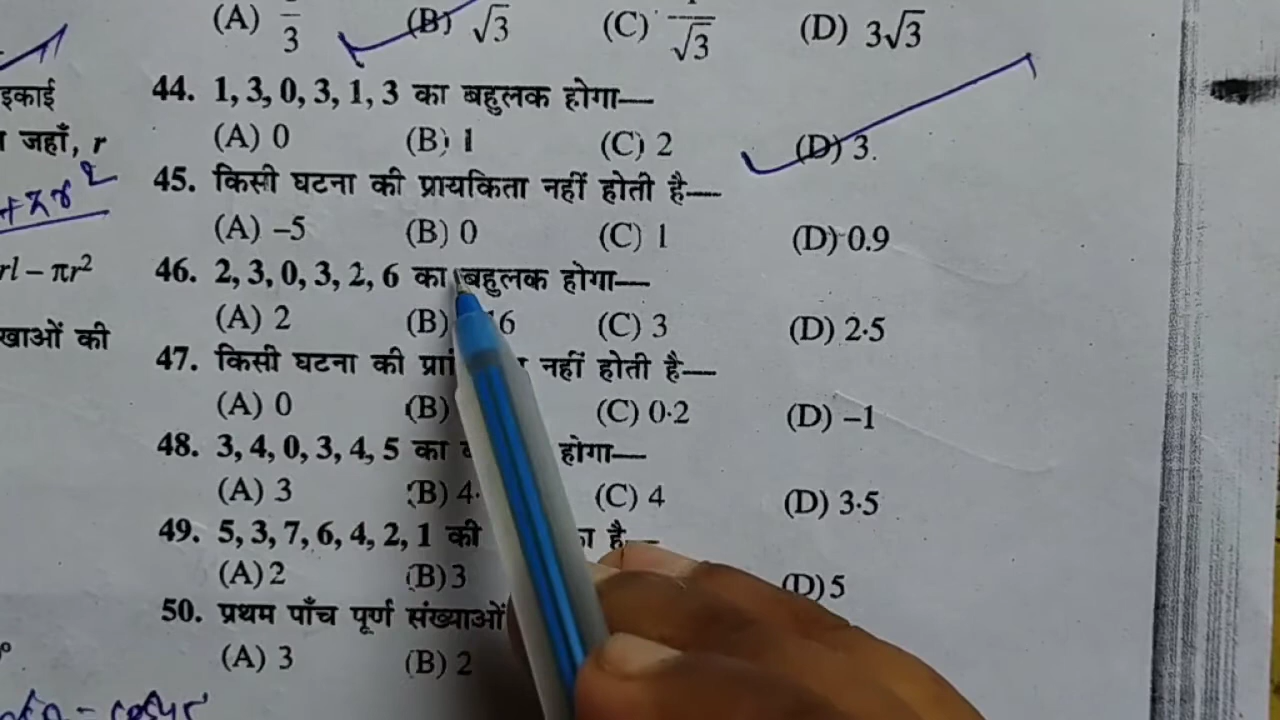 (A) 3 (B) √3 (C) 1/√3 (D) 3√3
इकाई
44. 1, 3, 0, 3, 1, 3 का बहुलक होगा—
जहाँ, r
(A) 0 (B) 1 (C) 2 (D) 3.
+πr²
45. किसी घटना की प्रायकिता नहीं होती है—
(A) –5 (B) 0 (C) 1 (D) 0.9
rl – πr²
46. 2, 3, 0, 3, 2, 6 का बहुलक होगा—
(A) 2 (B) 6 (C) 3 (D) 2·5
खाओं की
47. किसी घटना की नहीं होती है—
(A) 0 (B) (C) 0·2 (D) –1
48. 3, 4, 0, 3, 4, 5 का होगा—
(A) 3 (B) 4· (C) 4 (D) 3·5
49. 5, 3, 7, 6, 4, 2, 1 की है—
(A) 2 (B) 3 (D) 5
50. प्रथम पाँच पूर्ण संख्याओं
(A) 3 (B) 2